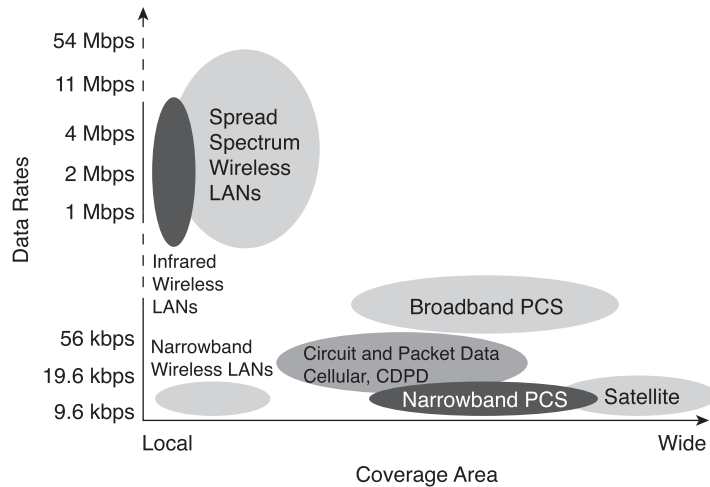 54 Mbps
11 Mbps
4 Mbps
2 Mbps
1 Mbps
56 kbps
19.6 kbps
9.6 kbps
Data Rates
Spread
Spectrum
Wireless
LANs
Infrared
Wireless
LANs
Narrowband
Wireless LANs
Broadband PCS
Circuit and Packet Data
Cellular, CDPD
Narrowband PCS
Satellite
Local
Wide
Coverage Area